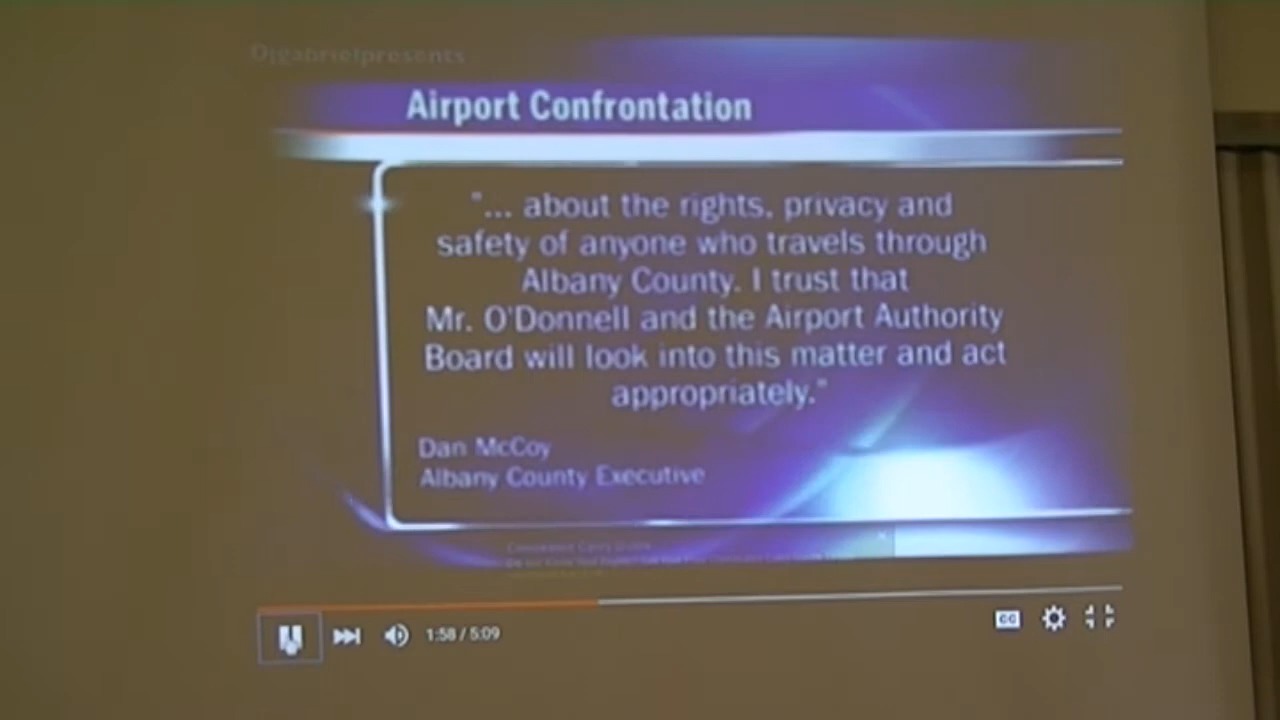 Djgabrielpresents
Airport Confrontation
"... about the rights, privacy and
safety of anyone who travels through
Albany County. I trust that
Mr. O'Donnell and the Airport Authority
Board will look into this matter and act
appropriately."
Dan McCoy
Albany County Executive
1:58 / 5:09
CC